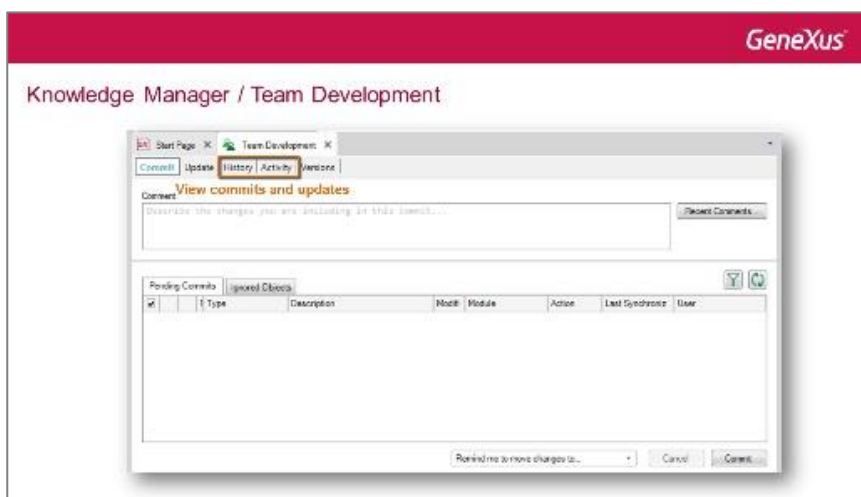 GeneXus
Knowledge Manager / Team Development
Start Page Team Development
Commit Update History Activity Versions
View commits and updates
Comment
Describe the changes you are including in this commit...
Recent Comments...
Pending Commits Ignored Objects
Type Description Modifi Module Action Last Synchroniz User
Remind me to move changes to... Cancel Commit